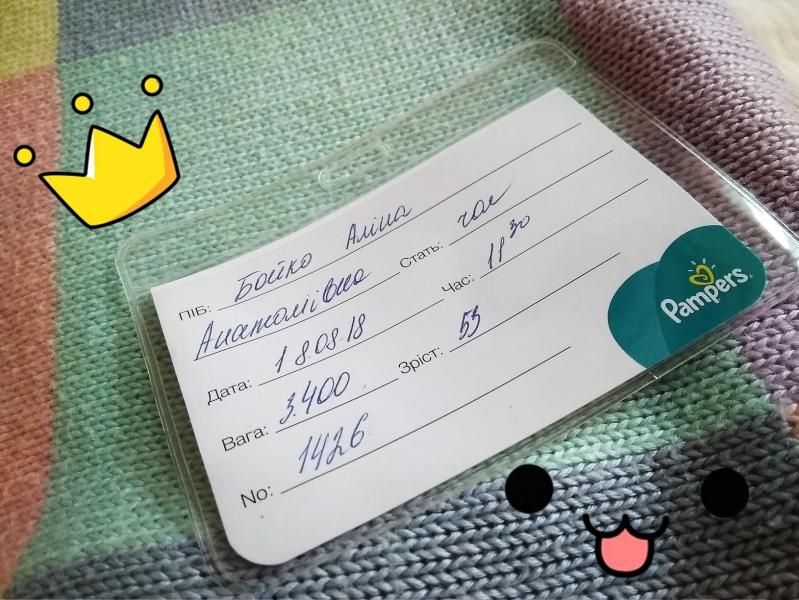 ПІБ: Бойко Аліна
Анатоліївна Стать: чол
Дата: 18.08.18 Час: 11 30
Вага: 3.400 Зріст: 53
No: 1426
Pampers